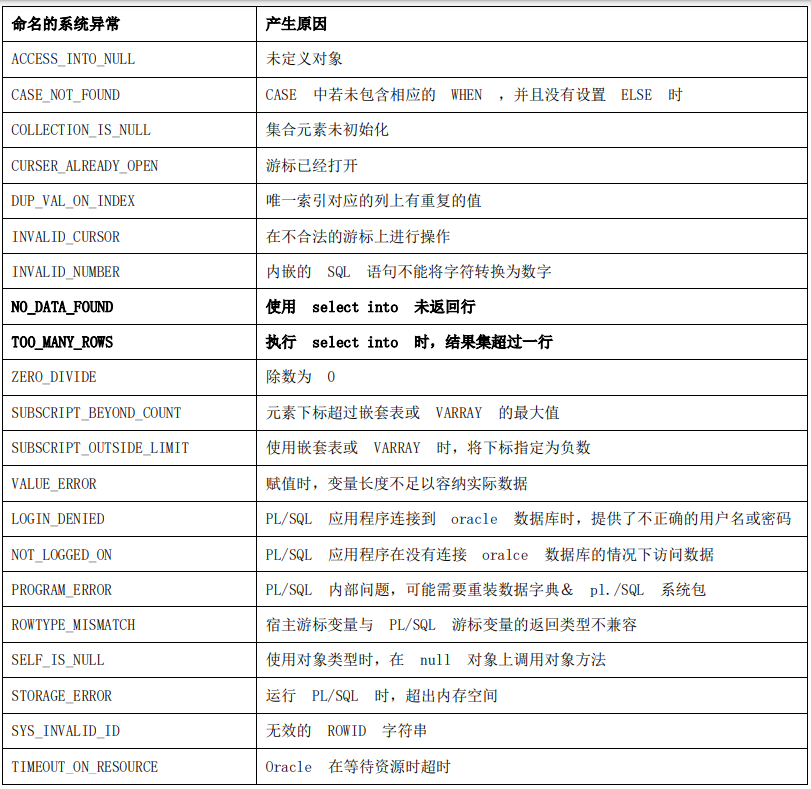 命名的系统异常 产生原因
ACCESS_INTO_NULL 未定义对象
CASE_NOT_FOUND CASE 中若未包含相应的 WHEN ，并且没有设置 ELSE 时
COLLECTION_IS_NULL 集合元素未初始化
CURSER_ALREADY_OPEN 游标已经打开
DUP_VAL_ON_INDEX 唯一索引对应的列上有重复的值
INVALID_CURSOR 在不合法的游标上进行操作
INVALID_NUMBER 内嵌的 SQL 语句不能将字符转换为数字
NO_DATA_FOUND 使用 select into 未返回行
TOO_MANY_ROWS 执行 select into 时，结果集超过一行
ZERO_DIVIDE 除数为 0
SUBSCRIPT_BEYOND_COUNT 元素下标超过嵌套表或 VARRAY 的最大值
SUBSCRIPT_OUTSIDE_LIMIT 使用嵌套表或 VARRAY 时，将下标指定为负数
VALUE_ERROR 赋值时，变量长度不足以容纳实际数据
LOGIN_DENIED PL/SQL 应用程序连接到 oracle 数据库时，提供了不正确的用户名或密码
NOT_LOGGED_ON PL/SQL 应用程序在没有连接 oralce 数据库的情况下访问数据
PROGRAM_ERROR PL/SQL 内部问题，可能需要重装数据字典＆ pl./SQL 系统包
ROWTYPE_MISMATCH 宿主游标变量与 PL/SQL 游标变量的返回类型不兼容
SELF_IS_NULL 使用对象类型时，在 null 对象上调用对象方法
STORAGE_ERROR 运行 PL/SQL 时，超出内存空间
SYS_INVALID_ID 无效的 ROWID 字符串
TIMEOUT_ON_RESOURCE Oracle 在等待资源时超时